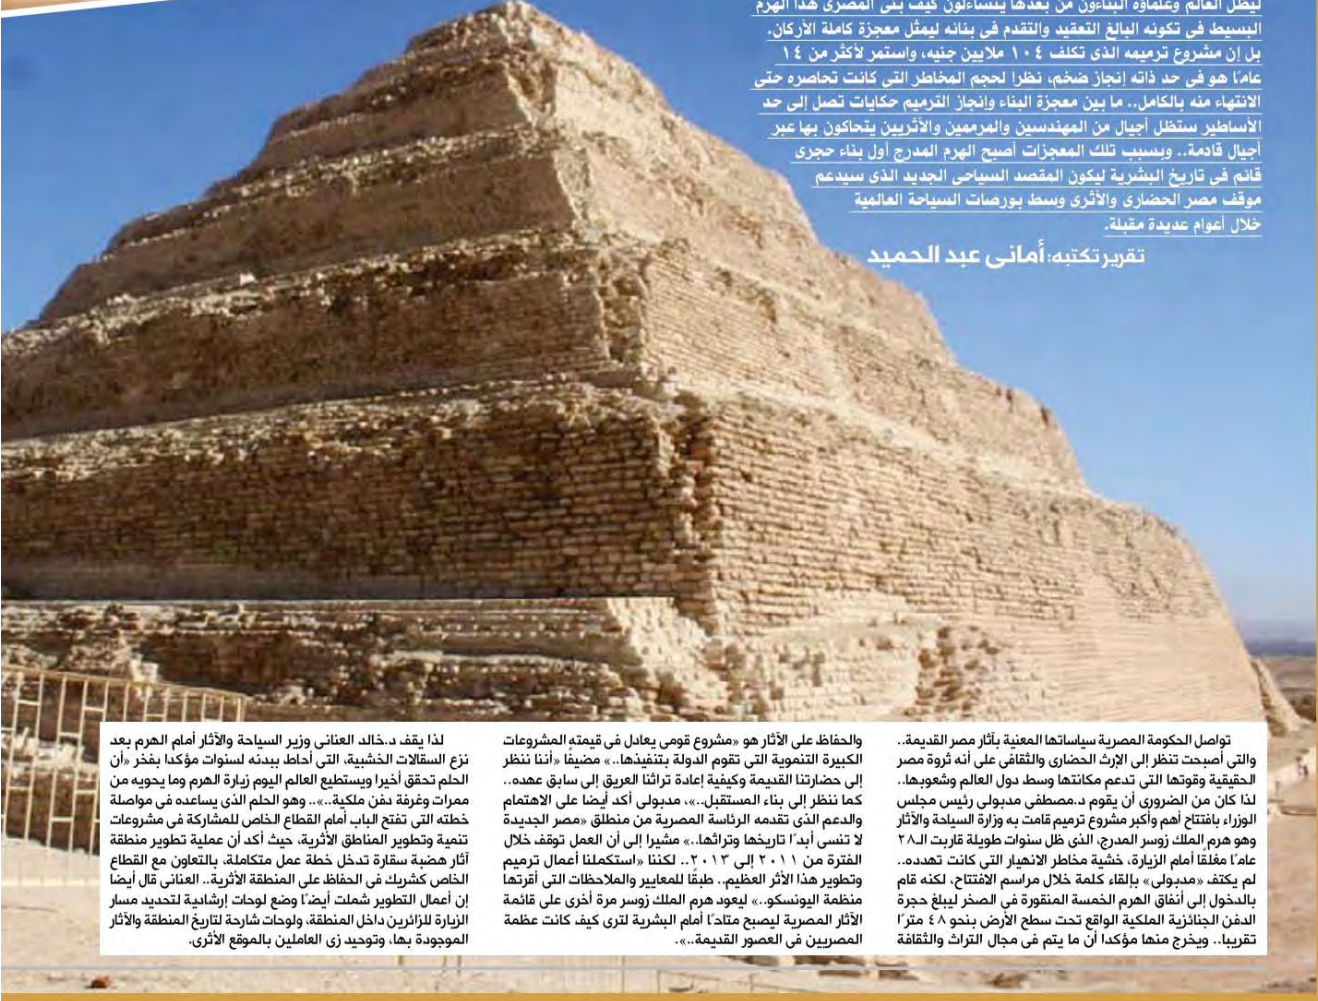 ليظل العالم وعلماؤه البناءون من بعدها يتساءلون كيف بنى المصرى هذا الهرم
البسيط فى تكونه البالغ التعقيد والتقدم فى بنائه ليمثل معجزة كاملة الأركان.
بل إن مشروع ترميمه الذى تكلف ١٠٤ ملايين جنيه، واستمر لأكثر من ١٤
عامًا هو فى حد ذاته إنجاز ضخم، نظرا لحجم المخاطر التى كانت تحاصره حتى
الانتهاء منه بالكامل.. ما بين معجزة البناء وإنجاز الترميم حكايات تصل إلى حد
الأساطير ستظل أجيال من المهندسين والمرممين والأثريين يتحاكون بها عبر
أجيال قادمة.. وبسبب تلك المعجزات أصبح الهرم المدرج أول بناء حجرى
قائم فى تاريخ البشرية ليكون المقصد السياحى الجديد الذى سيدعم
موقف مصر الحضارى والأثرى وسط بورصات السياحة العالمية
خلال أعوام عديدة مقبلة.
تقرير تكتبه: أمانى عبد الحميد
تواصل الحكومة المصرية سياساتها المعنية بآثار مصر القديمة..
والتى أصبحت تنظر إلى الإرث الحضارى والثقافى على أنه ثروة مصر
الحقيقية وقوتها التى تدعم مكانتها وسط دول العالم وشعوبها..
لذا كان من الضرورى أن يقوم د.مصطفى مدبولى رئيس مجلس
الوزراء بافتتاح أهم وأكبر مشروع ترميم قامت به وزارة السياحة والآثار
وهو هرم الملك زوسر المدرج، الذى ظل سنوات طويلة قاربت الـ٢٨
عامًا مغلقًا أمام الزيارة، خشية مخاطر الانهيار التى كانت تهدده..
لم يكتف «مدبولى» بإلقاء كلمة خلال مراسم الافتتاح، لكنه قام
بالدخول إلى أنفاق الهرم الخمسة المنقورة فى الصخر ليبلغ حجرة
الدفن الجنائزية الملكية الواقع تحت سطح الأرض بنحو ٤٨ مترًا
تقريبا.. ويخرج منها مؤكدا أن ما يتم فى مجال التراث والثقافة
والحفاظ على الآثار هو «مشروع قومى يعادل فى قيمته المشروعات
الكبيرة التنموية التى تقوم الدولة بتنفيذها..» مضيفًا «أننا ننظر
إلى حضارتنا القديمة وكيفية إعادة تراثنا العريق إلى سابق عهده..
كما ننظر إلى بناء المستقبل..»، مدبولى أكد أيضا على الاهتمام
والدعم الذى تقدمه الرئاسة المصرية من منطلق «مصر الجديدة
لا تنسى أبدًا تاريخها وتراثها..» مشيرا إلى أن العمل توقف خلال
الفترة من ٢٠١١ إلى ٢٠١٣.. لكننا «استكملنا أعمال ترميم
وتطوير هذا الأثر العظيم.. طبقًا للمعايير والملاحظات التى أقرتها
منظمة اليونسكو..» ليعود هرم الملك زوسر مرة أخرى على قائمة
الآثار المصرية ليصبح متاحًا أمام البشرية لترى كيف كانت عظمة
المصريين فى العصور القديمة..».
لذا يقف د.خالد العنانى وزير السياحة والآثار أمام الهرم بعد
نزع السقالات الخشبية، التى أحاط ببدنه لسنوات مؤكدا بفخر «أن
الحلم تحقق أخيرا ويستطيع العالم اليوم زيارة الهرم وما يحويه من
ممرات وغرفة دفن ملكية..».. وهو الحلم الذى يساعده فى مواصلة
خطته التى تفتح الباب أمام القطاع الخاص للمشاركة فى مشروعات
تنمية وتطوير المناطق الأثرية، حيث أكد أن عملية تطوير منطقة
آثار هضبة سقارة تدخل خطة عمل متكاملة، بالتعاون مع القطاع
الخاص كشريك فى الحفاظ على المنطقة الأثرية.. العنانى قال أيضا
إن أعمال التطوير شملت أيضًا وضع لوحات إرشادية لتحديد مسار
الزيارة للزائرين داخل المنطقة، ولوحات شارحة لتاريخ المنطقة والآثار
الموجودة بها، وتوحيد زى العاملين بالموقع الأثرى.